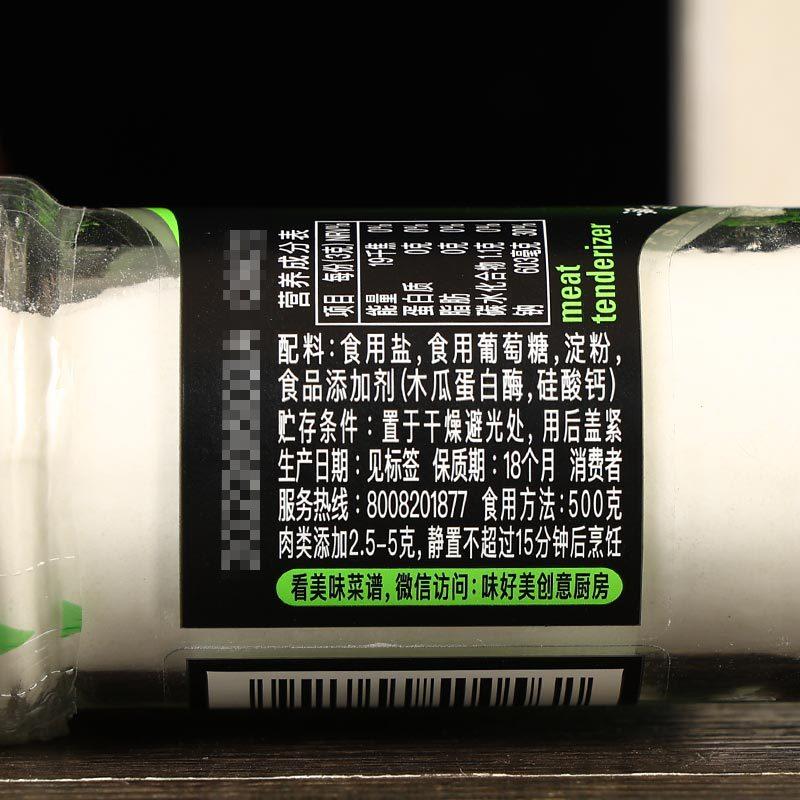 营养成分表
项目 每份(3克) NRV%
能量 19千焦 0%
蛋白质 0克 0%
脂肪 0克 0%
碳水化合物 1.1克 0%
钠 603毫克 30%
meat
tenderizer
配料:食用盐,食用葡萄糖,淀粉,
食品添加剂(木瓜蛋白酶,硅酸钙)
贮存条件:置于干燥避光处,用后盖紧
生产日期:见标签 保质期:18个月 消费者
服务热线:8008201877 食用方法:500克
肉类添加2.5-5克,静置不超过15分钟后烹饪
看美味菜谱,微信访问:味好美创意厨房